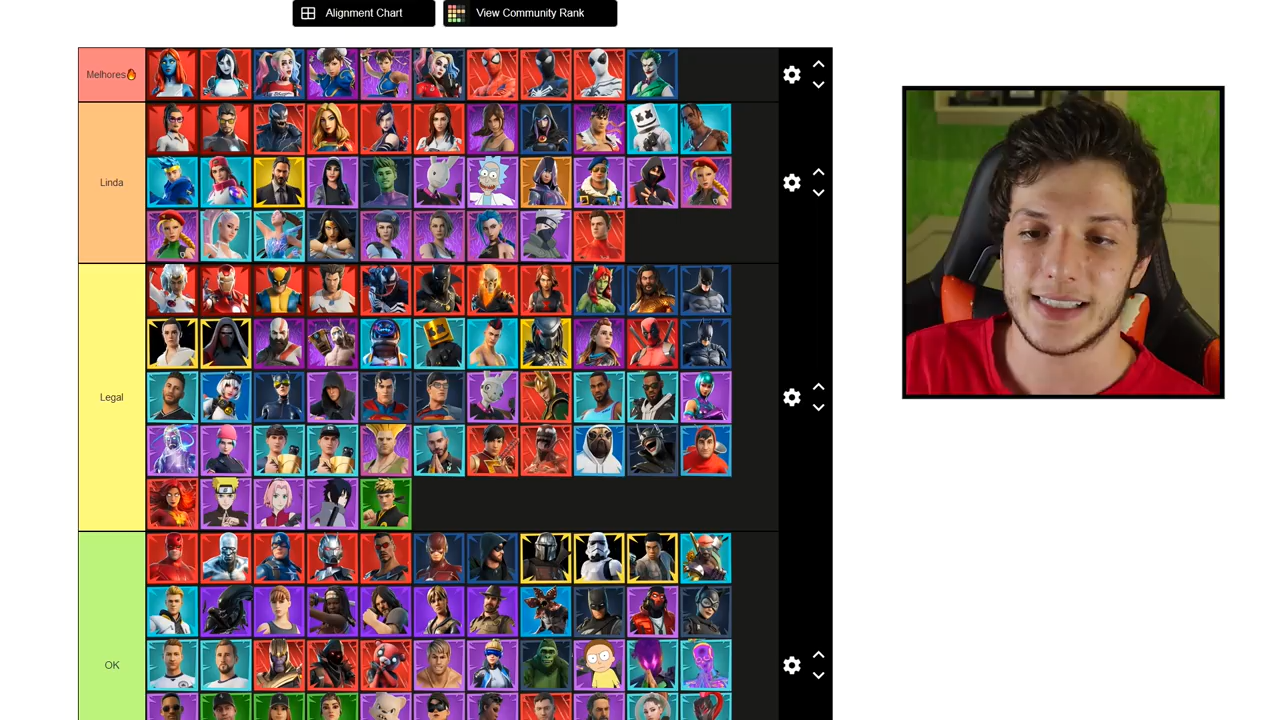 Alignment Chart
View Community Rank
Melhores🔥
Linda
Legal
OK